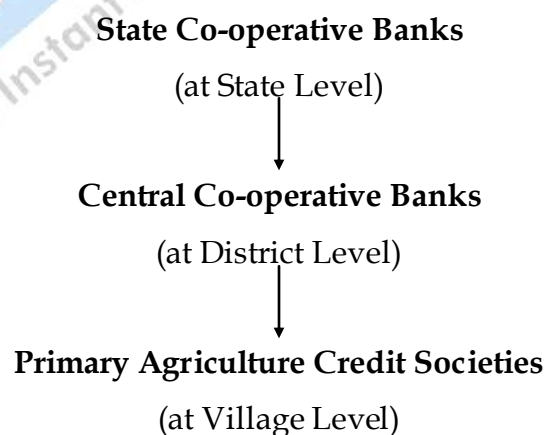 Instan
State Co-operative Banks
(at State Level)
Central Co-operative Banks
(at District Level)
Primary Agriculture Credit Societies
(at Village Level)